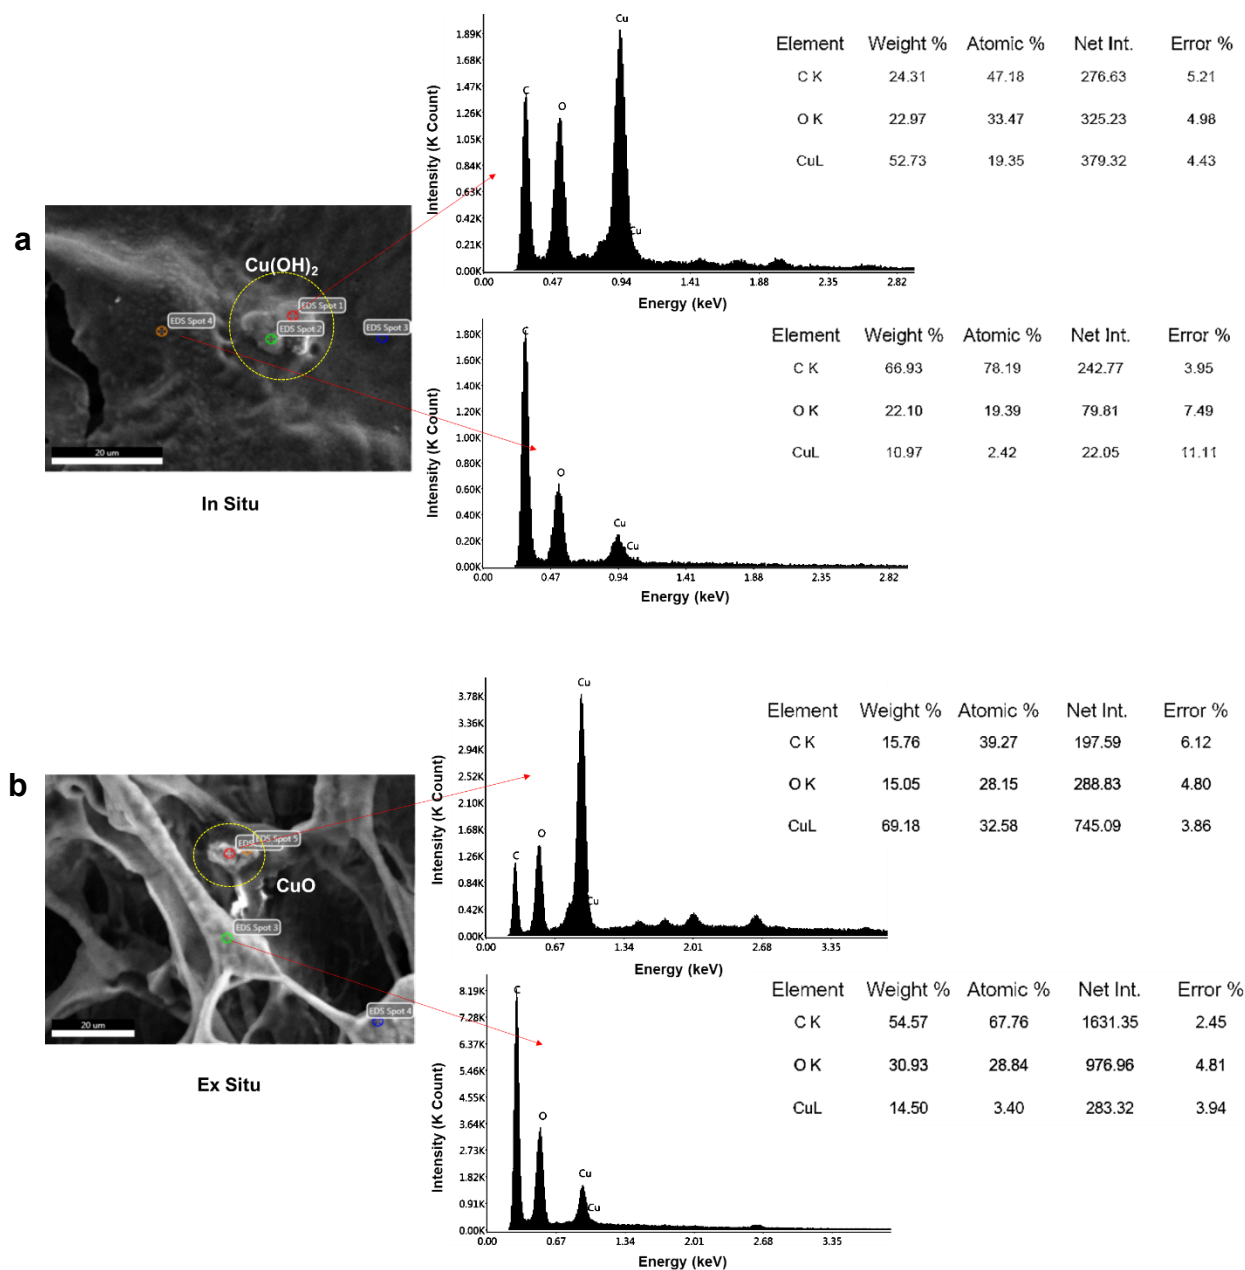 a
Cu(OH)2
EDS Spot 1
EDS Spot 2
EDS Spot 3
EDS Spot 4
20 um
In Situ
Intensity (K Count)
1.89K
1.68K
1.47K
1.26K
1.05K
0.84K
0.63K
0.42K
0.21K
0.00K
C
O
Cu
Cu
0.00 0.47 0.94 1.41 1.88 2.35 2.82
Energy (keV)
Element Weight % Atomic % Net Int. Error %
C K 24.31 47.18 276.63 5.21
O K 22.97 33.47 325.23 4.98
CuL 52.73 19.35 379.32 4.43
Intensity (K Count)
1.80K
1.60K
1.40K
1.20K
1.00K
0.80K
0.60K
0.40K
0.20K
0.00K
C
O
Cu
Cu
0.00 0.47 0.94 1.41 1.88 2.35 2.82
Energy (keV)
Element Weight % Atomic % Net Int. Error %
C K 66.93 78.19 242.77 3.95
O K 22.10 19.39 79.81 7.49
CuL 10.97 2.42 22.05 11.11
b
EDS Spot 5
CuO
EDS Spot 3
EDS Spot 4
20 um
Ex Situ
Intensity (K Count)
3.78K
3.36K
2.94K
2.52K
2.10K
1.68K
1.26K
0.84K
0.42K
0.00K
C
O
Cu
Cu
0.00 0.67 1.34 2.01 2.68 3.35
Energy (keV)
Element Weight % Atomic % Net Int. Error %
C K 15.76 39.27 197.59 6.12
O K 15.05 28.15 288.83 4.80
CuL 69.18 32.58 745.09 3.86
Intensity (K Count)
8.19K
7.28K
6.37K
5.46K
4.55K
3.64K
2.73K
1.82K
0.91K
0.00K
C
O
Cu
Cu
0.00 0.67 1.34 2.01 2.68 3.35
Energy (keV)
Element Weight % Atomic % Net Int. Error %
C K 54.57 67.76 1631.35 2.45
O K 30.93 28.84 976.96 4.81
CuL 14.50 3.40 283.32 3.94